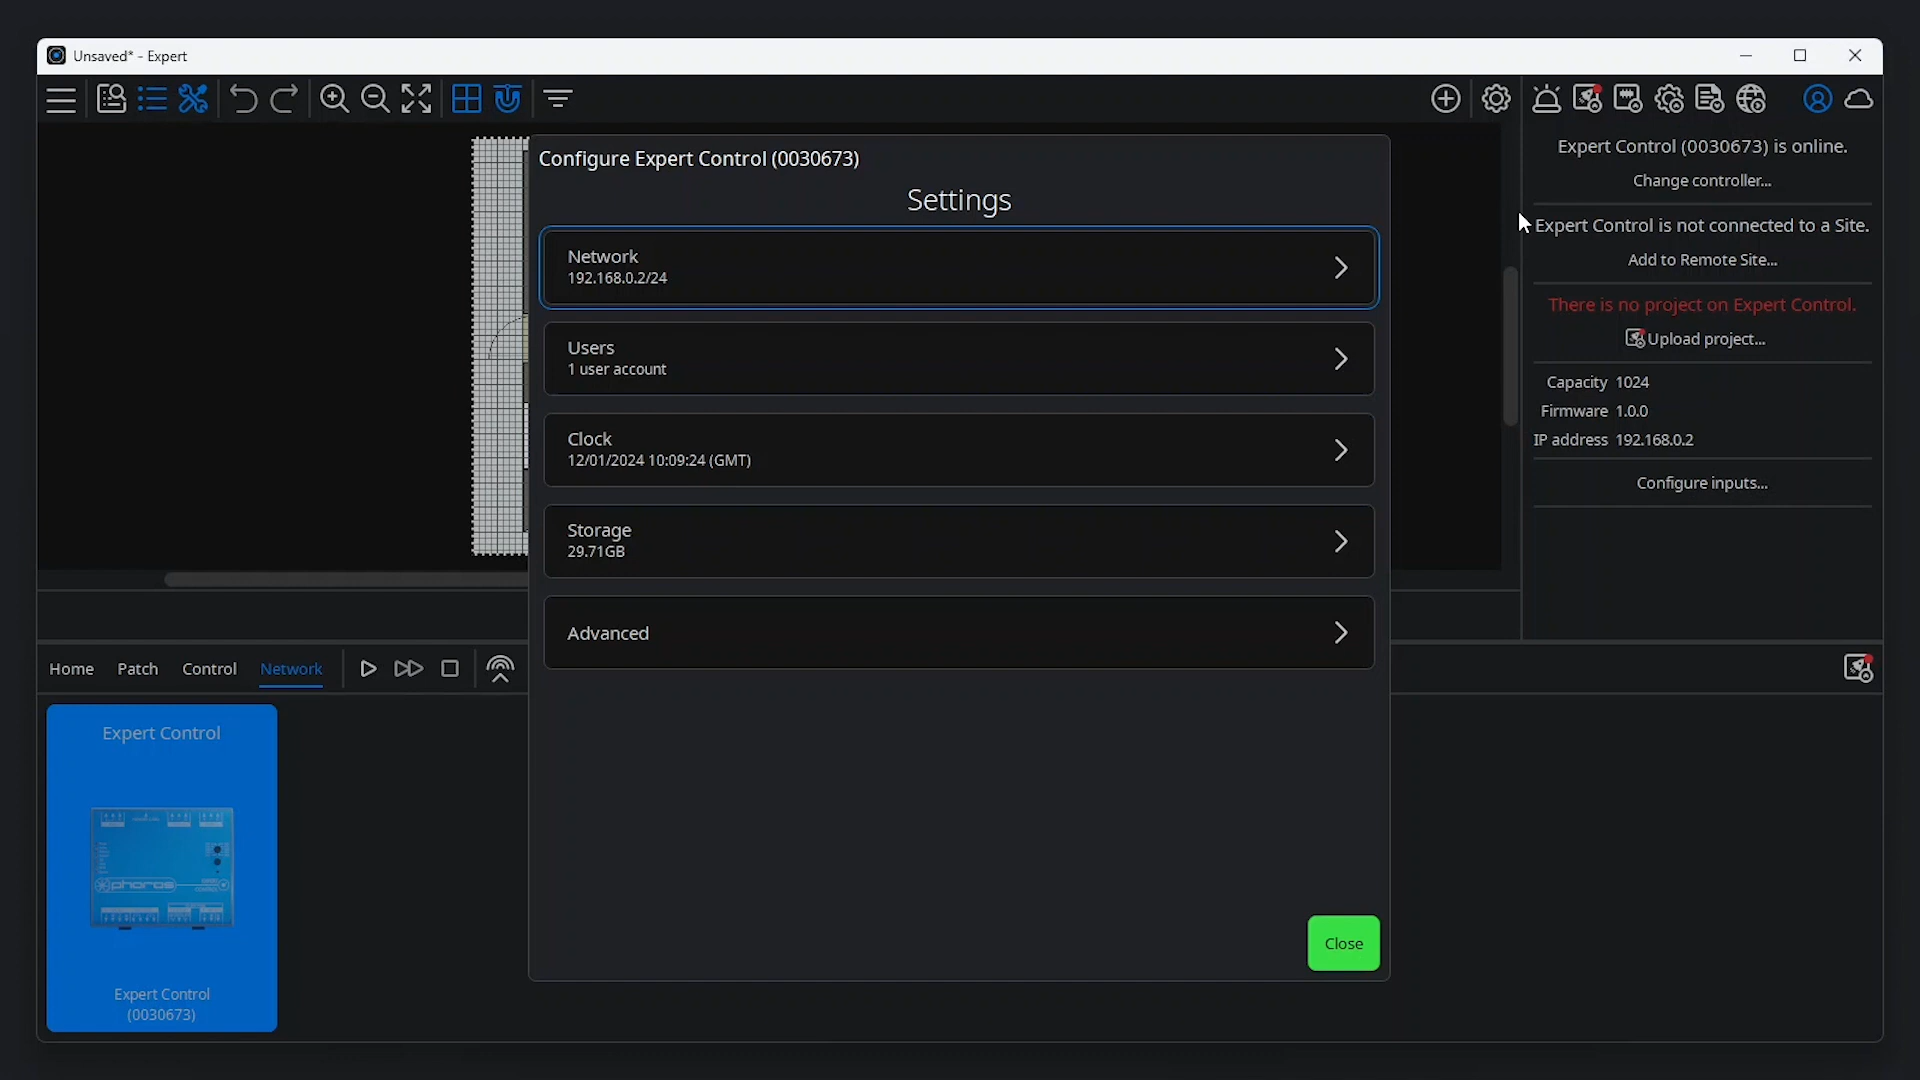 Unsaved* - Expert
Configure Expert Control (0030673)
Settings
Network
192.168.0.2/24
Users
1 user account
Clock
12/01/2024 10:09:24 (GMT)
Storage
29.71GB
Advanced
Close
Expert Control (0030673) is online.
Change controller...
Expert Control is not connected to a Site.
Add to Remote Site...
There is no project on Expert Control.
Upload project...
Capacity 1024
Firmware 1.0.0
IP address 192.168.0.2
Configure inputs...
Home Patch Control Network
Expert Control
pharos
Expert Control
(0030673)